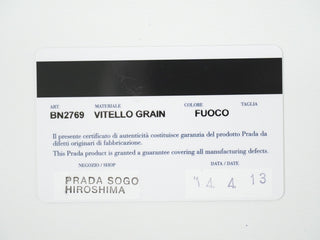 ART. MATERIALE COLORE TAGLIA
BN2769 VITELLO GRAIN FUOCO
Il presente certificato di autenticità costituisce garanzia del prodotto Prada da
difetti originari di fabbricazione.
This Prada product is granted a guarantee covering all manufacturing defects.
NEGOZIO / SHOP DATA / DATE
PRADA SOGO
HIROSHIMA
14. 4. 13